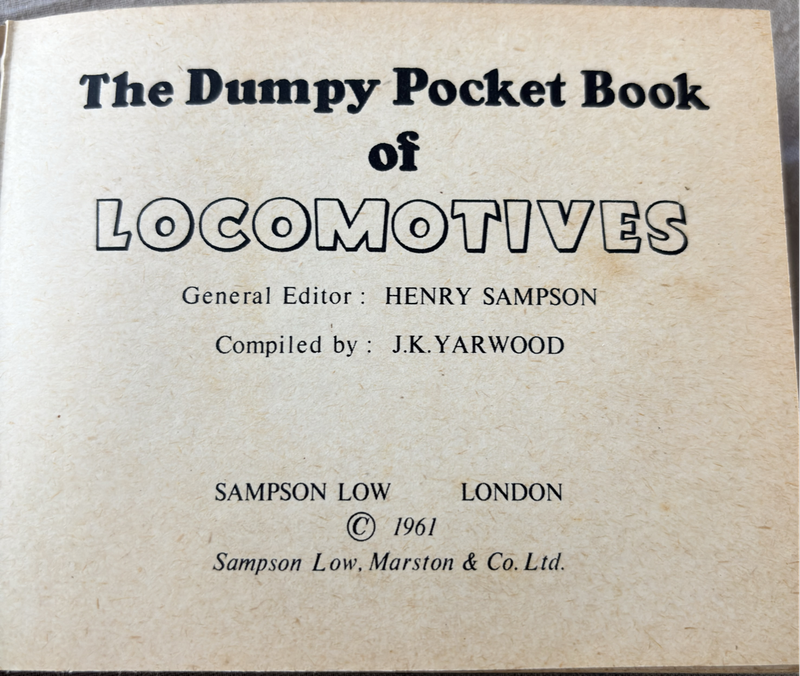 The Dumpy Pocket Book
of
LOCOMOTIVES
General Editor : HENRY SAMPSON
Compiled by : J.K.YARWOOD
SAMPSON LOW LONDON
© 1961
Sampson Low, Marston & Co. Ltd.